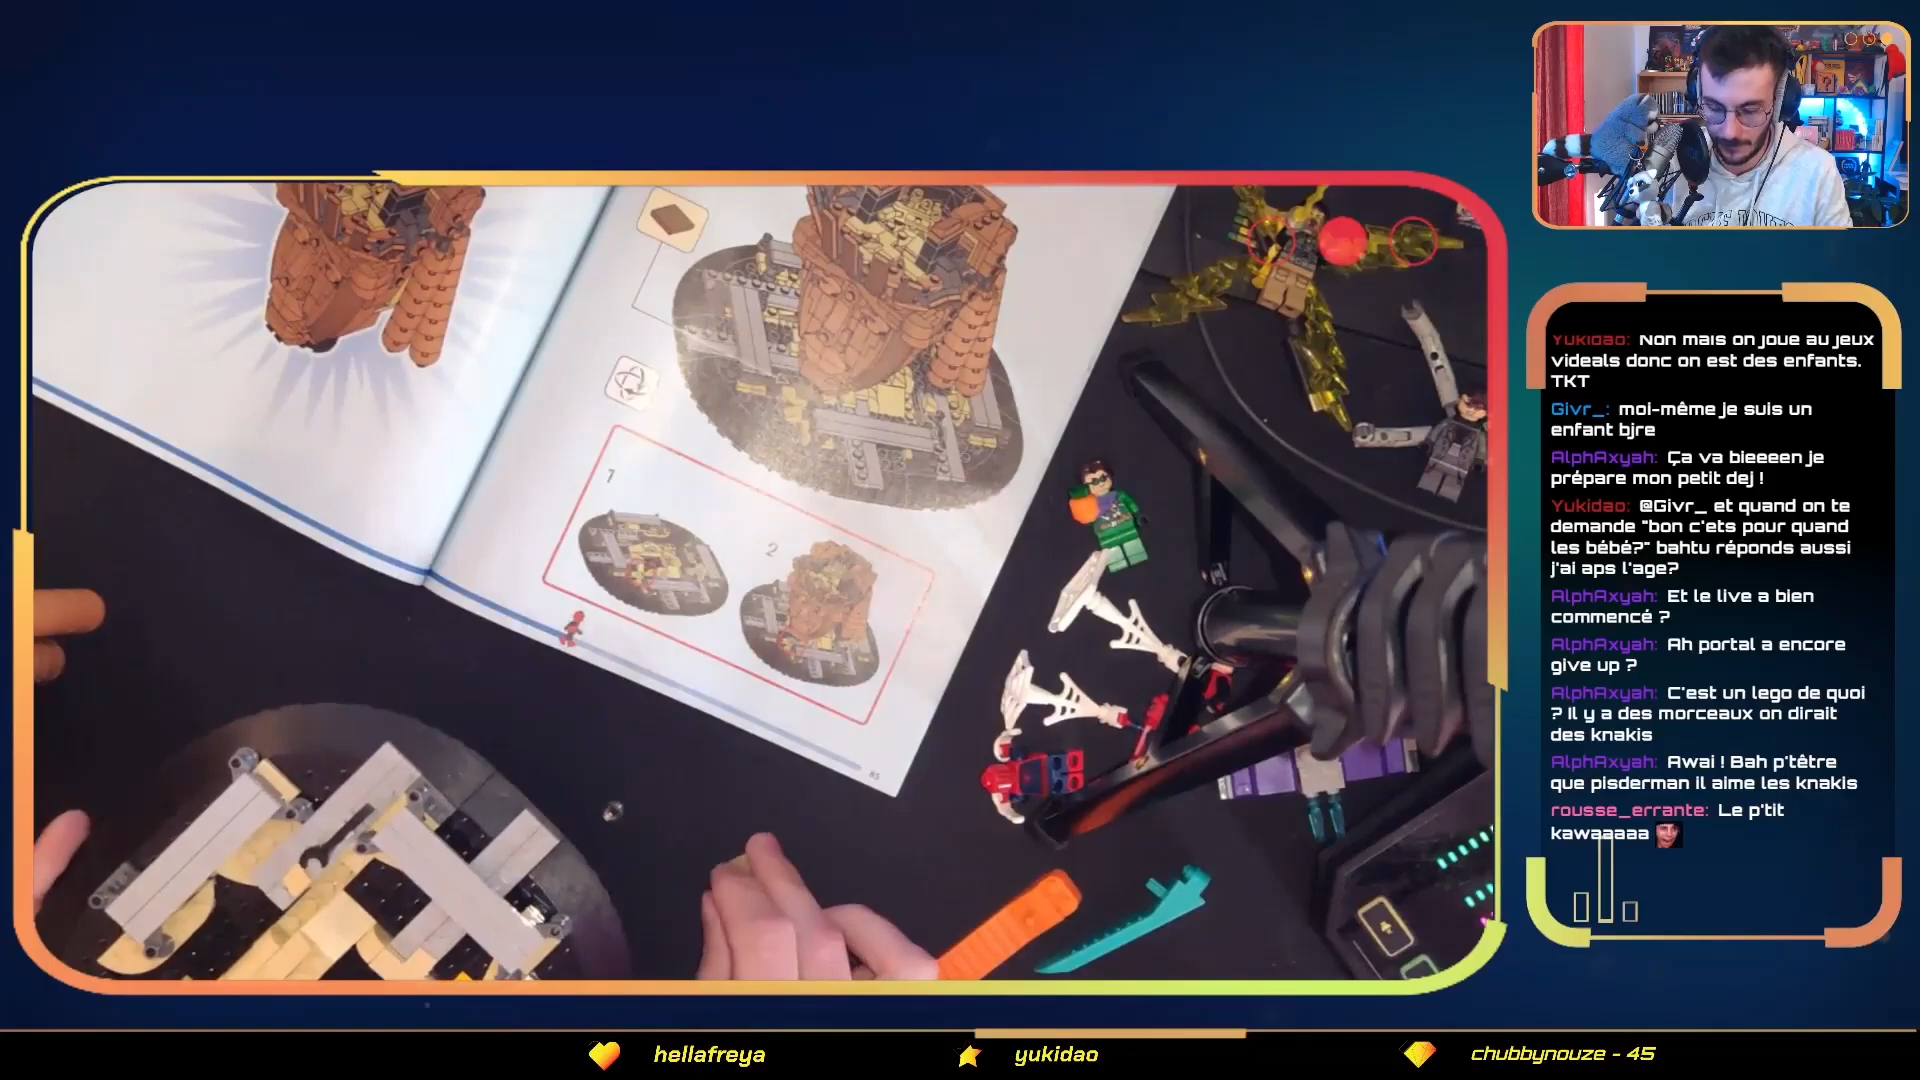 Yukidao: Non mais on joue au jeux
videals donc on est des enfants.
TKT
Givr_: moi-même je suis un
enfant bjre
AlphAxyah: Ça va bieeeen je
prépare mon petit dej !
Yukidao: @Givr_ et quand on te
demande "bon c'ets pour quand
les bébé?" bahtu réponds aussi
j'ai aps l'age?
AlphAxyah: Et le live a bien
commencé ?
AlphAxyah: Ah portal a encore
give up ?
AlphAxyah: C'est un lego de quoi
? Il y a des morceaux on dirait
des knakis
AlphAxyah: Awai ! Bah p'têtre
que pisderman il aime les knakis
rousse_errante: Le p'tit
kawaaaaa
1
2
85
hellafreya
yukidao
chubbynouze - 45